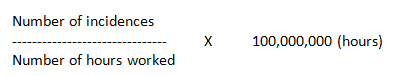 Number of incidences
------------------------------- X 100,000,000 (hours)
Number of hours worked